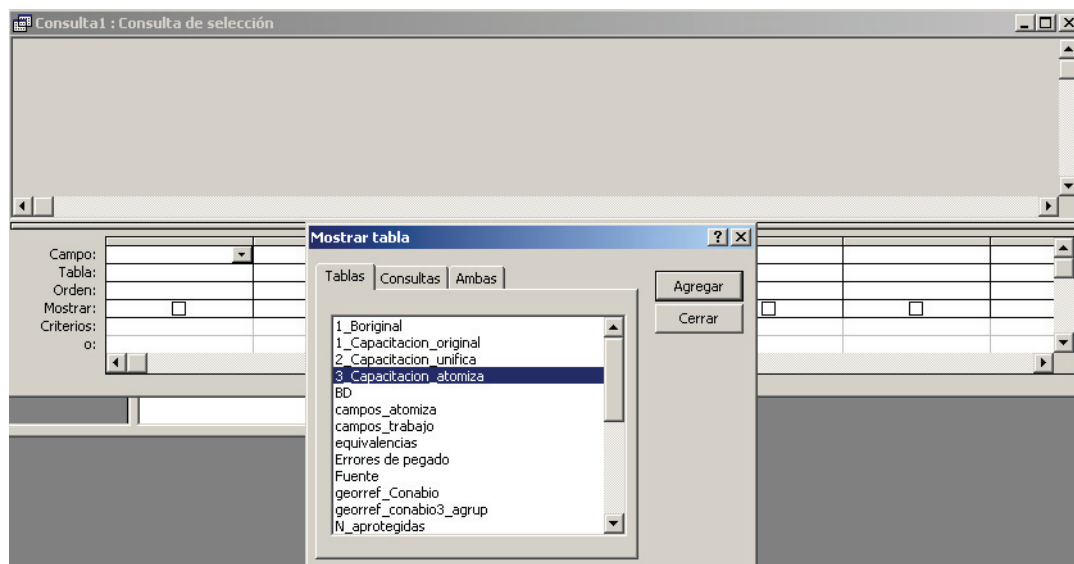 Consulta1 : Consulta de selección
Campo:
Tabla:
Orden:
Mostrar:
Criterios:
o:
Mostrar tabla
Tablas Consultas Ambas
Agregar
Cerrar
1_Boriginal
1_Capacitacion_original
2_Capacitacion_unifica
3_Capacitacion_atomiza
BD
campos_atomiza
campos_trabajo
equivalencias
Errores de pegado
Fuente
georref_Conabio
georref_conabio3_agrup
N_aprotegidas